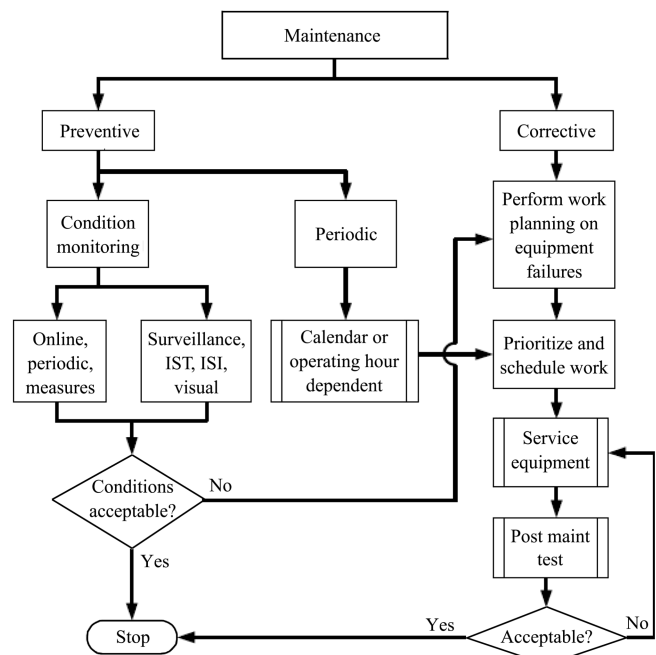 Maintenance
Preventive
Corrective
Condition
monitoring
Periodic
Perform work
planning on
equipment
failures
Online,
periodic,
measures
Surveillance,
IST, ISI,
visual
Calendar or
operating hour
dependent
Prioritize and
schedule work
Service
equipment
Conditions
acceptable?
No
Yes
Post maint
test
Stop
Yes
Acceptable?
No